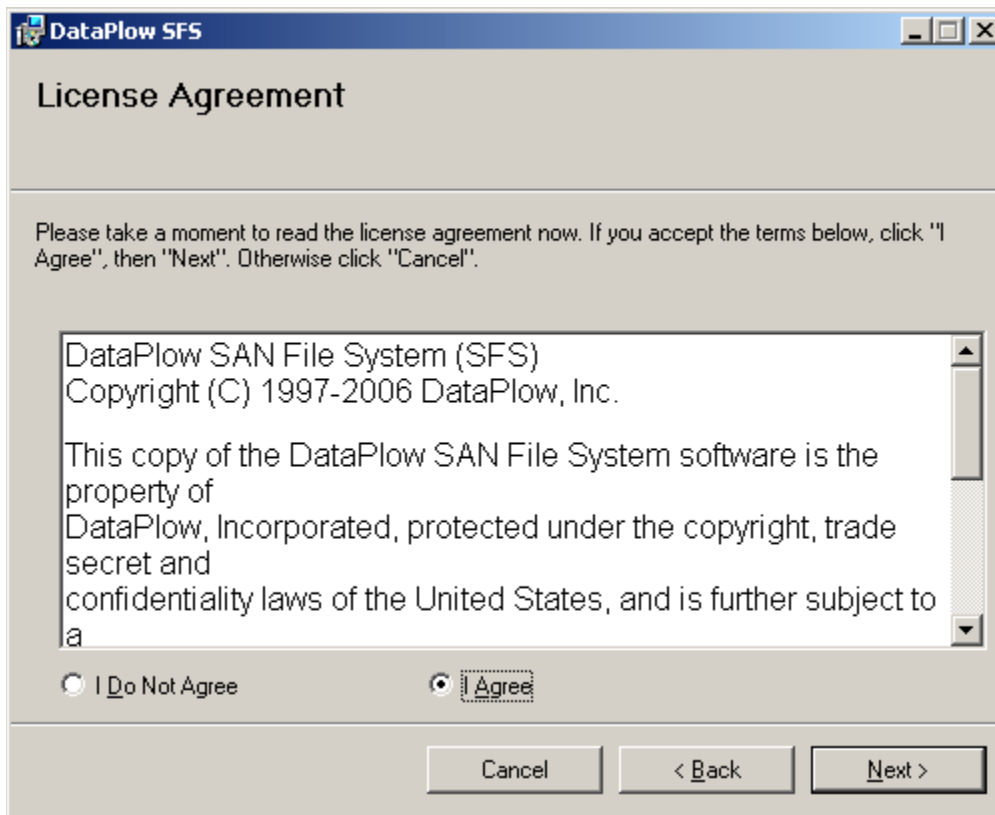 DataPlow SFS
License Agreement
Please take a moment to read the license agreement now. If you accept the terms below, click "I
Agree", then "Next". Otherwise click "Cancel".
DataPlow SAN File System (SFS)
Copyright (C) 1997-2006 DataPlow, Inc.
This copy of the DataPlow SAN File System software is the
property of
DataPlow, Incorporated, protected under the copyright, trade
secret and
confidentiality laws of the United States, and is further subject to
a
I Do Not Agree
I Agree
Cancel
< Back
Next >